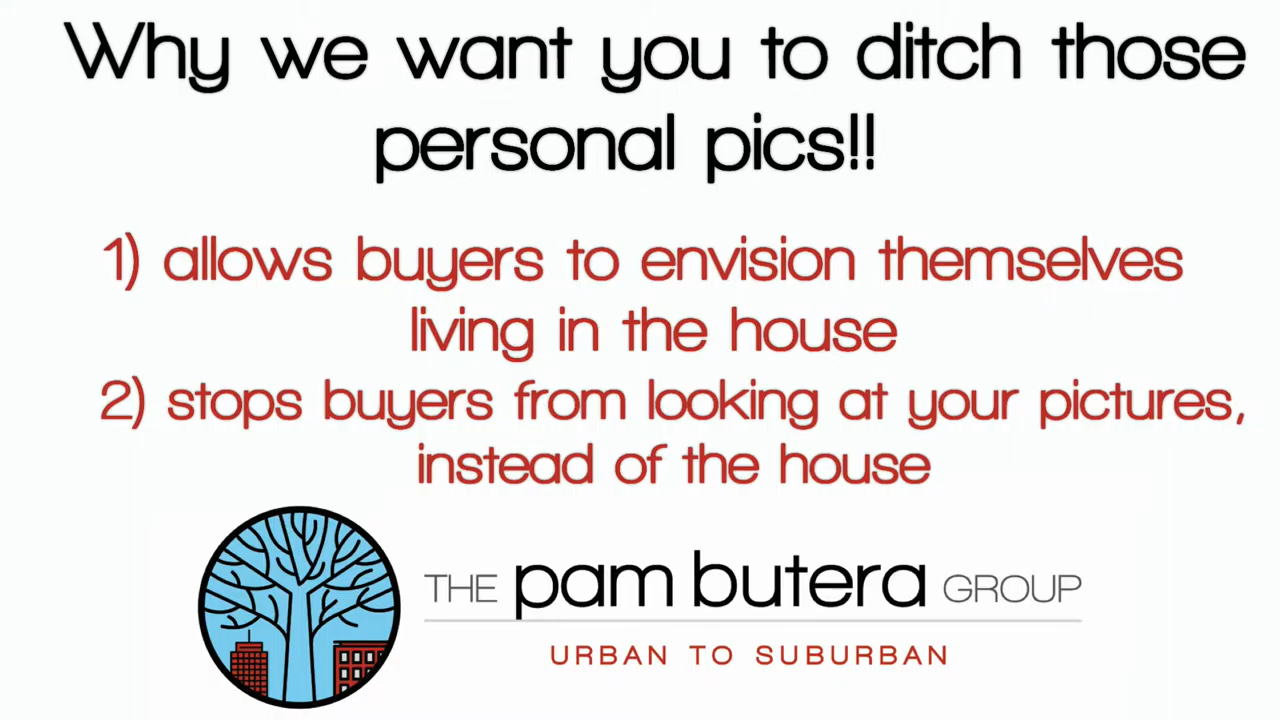 Why we want you to ditch those
personal pics!!
1) allows buyers to envision themselves
living in the house
2) stops buyers from looking at your pictures,
instead of the house
THE pam butera GROUP
URBAN TO SUBURBAN